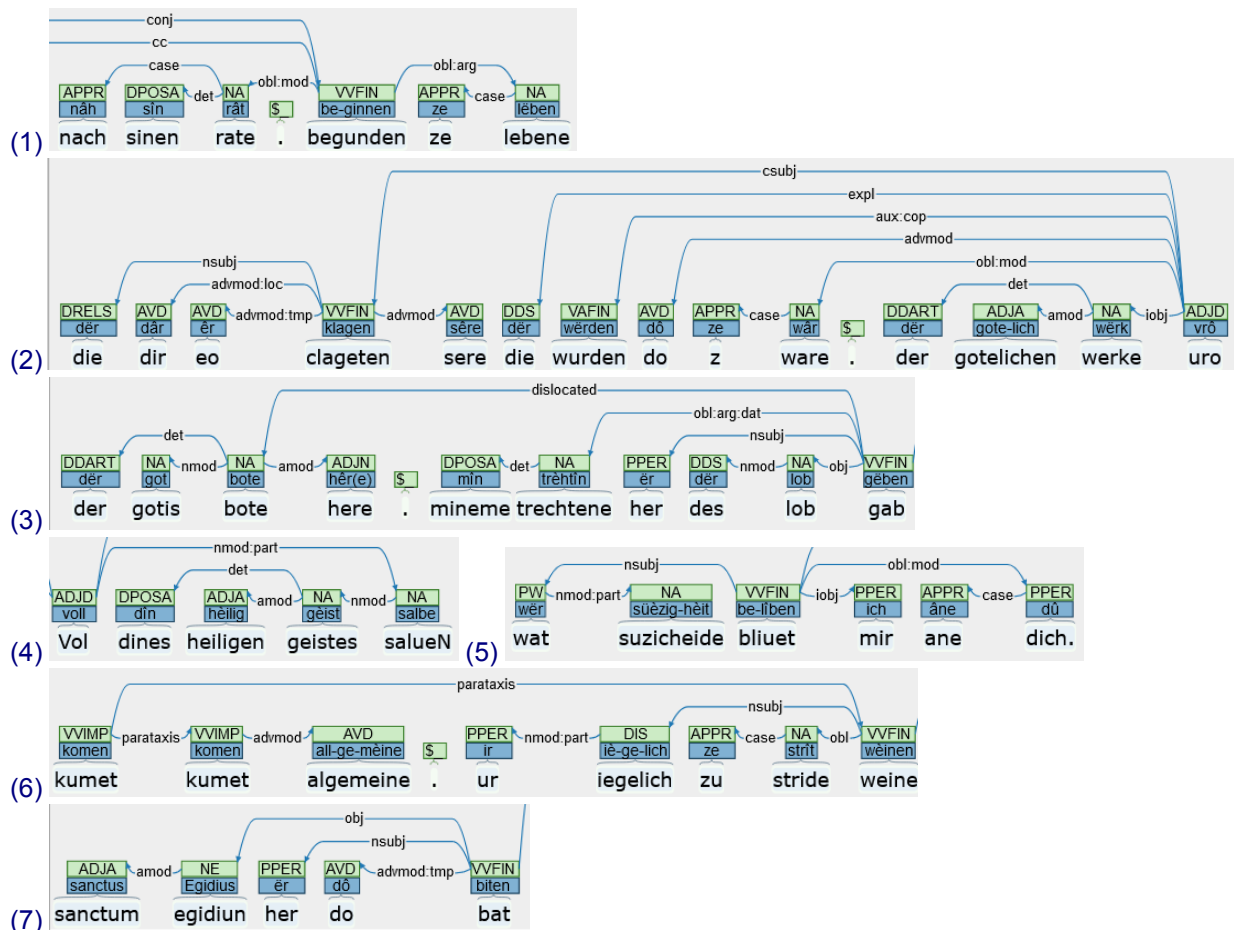 conj
cc
case obl:mod obl:arg
APPR DPOSA det NA VVFIN APPR case NA
nâh sîn rât $_ be-ginnen ze lëben
(1) nach sinen rate . begunden ze lebene
csubj
expl
aux:cop
advmod
nsubj obl:mod
advmod:loc det
DRELS AVD AVD advmod:tmp VVFIN advmod AVD DDS VAFIN AVD APPR case NA DDART ADJA amod NA iobj ADJD
dër dâr êr klagen sêre dër wërden dô ze wâr $_ dër gote-lich wërk vrô
(2) die dir eo clageten sere die wurden do z ware . der gotelichen werke uro
dislocated
obl:arg:dat
det nsubj
DDART NA nmod NA amod ADJN DPOSA det NA PPER DDS nmod NA obj VVFIN
dër got bote hêr(e) $_ mîn trèhtîn ër dër lob gëben
(3) der gotis bote here . mineme trechtene her des lob gab
nmod:part
det
ADJD DPOSA ADJA amod NA nmod NA
voll dîn hèilig gèist salbe
(4) Vol dines heiligen geistes salueN
nsubj obl:mod
PW nmod:part NA VVFIN iobj PPER APPR case PPER
wër süèzig-hèit be-lîben ich âne dû
(5) wat suzicheide bliuet mir ane dich.
parataxis
nsubj
VVIMP parataxis VVIMP advmod AVD PPER nmod:part DIS APPR case NA obl VVFIN
komen komen all-ge-mèine $_ ir iè-ge-lich ze strît wèinen
(6) kumet kumet algemeine . ur iegelich zu stride weine
obj
nsubj
ADJA amod NE PPER AVD advmod:tmp VVFIN
sanctus Egidius ër dô biten
(7) sanctum egidiun her do bat